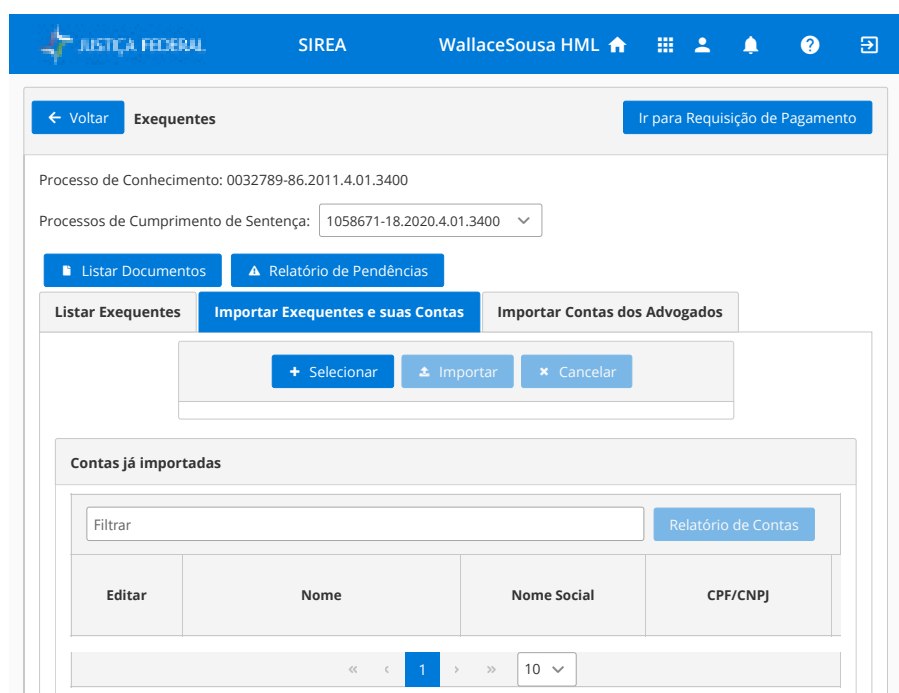 JUSTIÇA FEDERAL SIREA WallaceSousa HML
Voltar Exequentes Ir para Requisição de Pagamento
Processo de Conhecimento: 0032789-86.2011.4.01.3400
Processos de Cumprimento de Sentença: 1058671-18.2020.4.01.3400
Listar Documentos Relatório de Pendências
Listar Exequentes Importar Exequentes e suas Contas Importar Contas dos Advogados
Selecionar Importar Cancelar
Contas já importadas
Filtrar Relatório de Contas
Editar Nome Nome Social CPF/CNPJ
« ‹ 1 › » 10